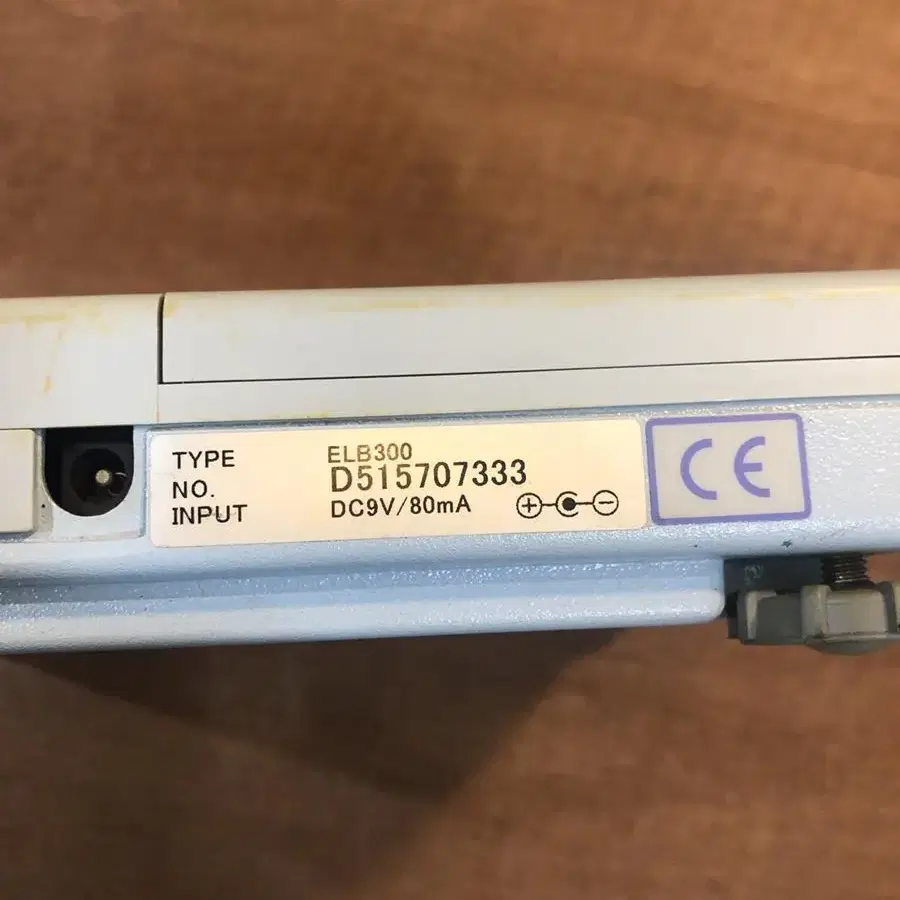 TYPE ELB300
NO. D515707333
INPUT DC9V/80mA
CE